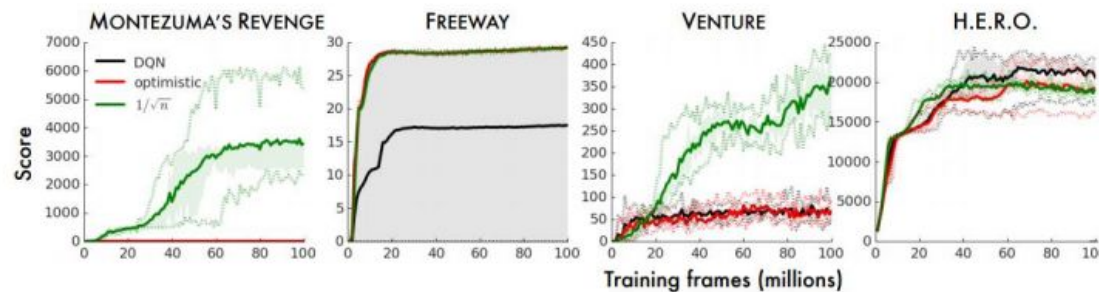 MONTEZUMA'S REVENGE FREEWAY VENTURE H.E.R.O.
7000 30 450 25000
6000 25 400 20000
5000 20 350 15000
4000 15 300 10000
3000 10 250 5000
2000 5 200 0
1000 0 150
0 100
50
0
DQN
optimistic
1/√n
Score
0 20 40 60 80 100 0 20 40 60 80 100 0 20 40 60 80 100 0 20 40 60 80
Training frames (millions)